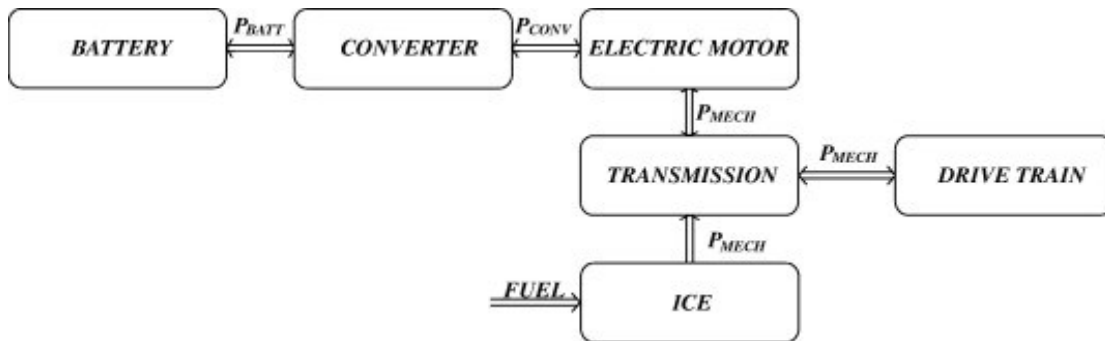 P_BATT
P_CONV
BATTERY
CONVERTER
ELECTRIC MOTOR
P_MECH
P_MECH
TRANSMISSION
DRIVE TRAIN
P_MECH
FUEL
ICE